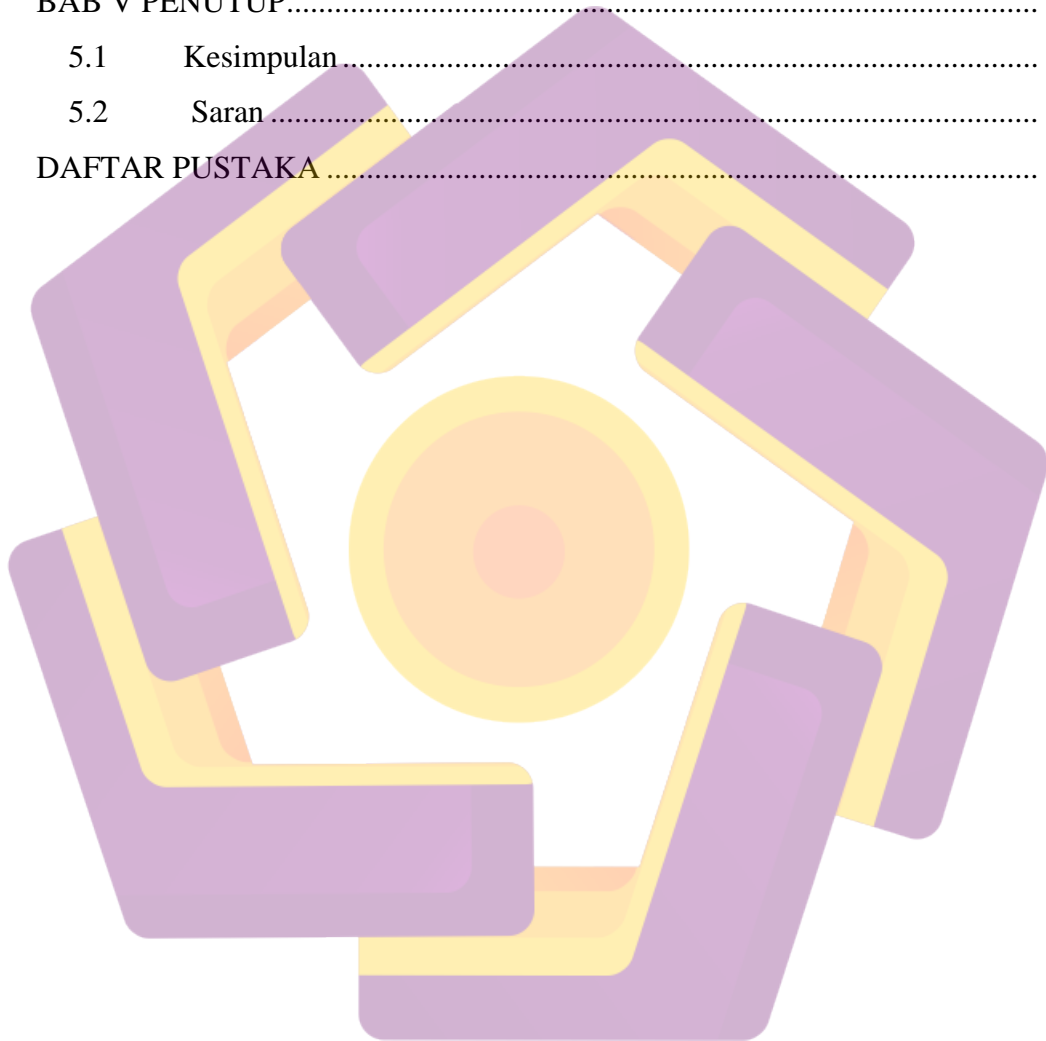 BAB V PENUTUP..........................................................................................
5.1 Kesimpulan....................................................................................
5.2 Saran............................................................................................
DAFTAR PUSTAKA.....................................................................................